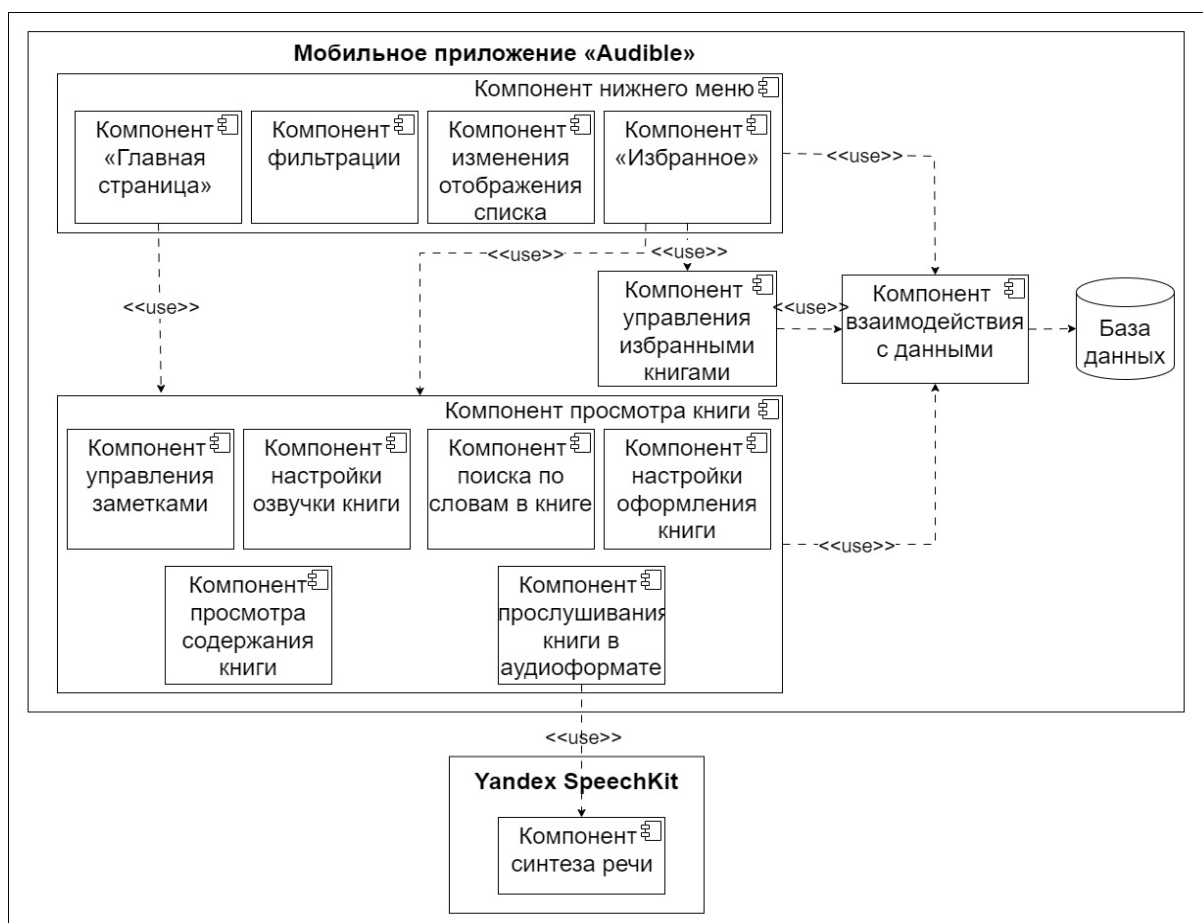 Мобильное приложение «Audible»
Компонент нижнего меню
Компонент
«Главная
страница»
Компонент
фильтрации
Компонент
изменения
отображения
списка
Компонент
«Избранное»
<<use>>
<<use>>
<<use>>
<<use>>
Компонент
управления
избранными
книгами
<<use>>
Компонент
взаимодействия
с данными
База
данных
Компонент просмотра книги
Компонент
управления
заметками
Компонент
настройки
озвучки книги
Компонент
поиска по
словам в книге
Компонент
настройки
оформления
книги
<<use>>
Компонент
просмотра
содержания
книги
Компонент
прослушивания
книги в
аудиоформате
<<use>>
Yandex SpeechKit
Компонент
синтеза речи